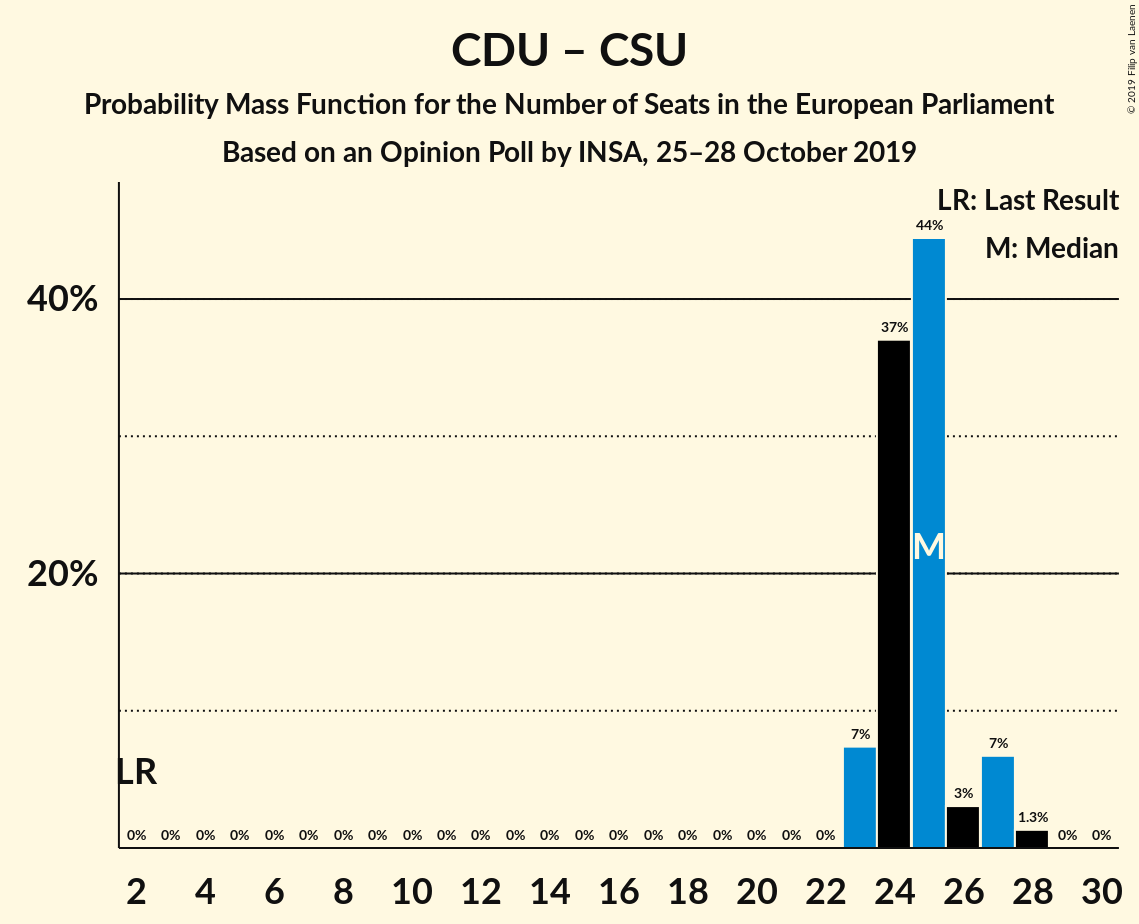 CDU – CSU
Probability Mass Function for the Number of Seats in the European Parliament
Based on an Opinion Poll by INSA, 25–28 October 2019
© 2019 Filip van Laenen
LR: Last Result
M: Median
44%
40%
37%
M
20%
7%
7%
LR
3%
1.3%
0% 0% 0% 0% 0% 0% 0% 0% 0% 0% 0% 0% 0% 0% 0% 0% 0% 0% 0% 0% 0% 0% 0%
2 4 6 8 10 12 14 16 18 20 22 24 26 28 30